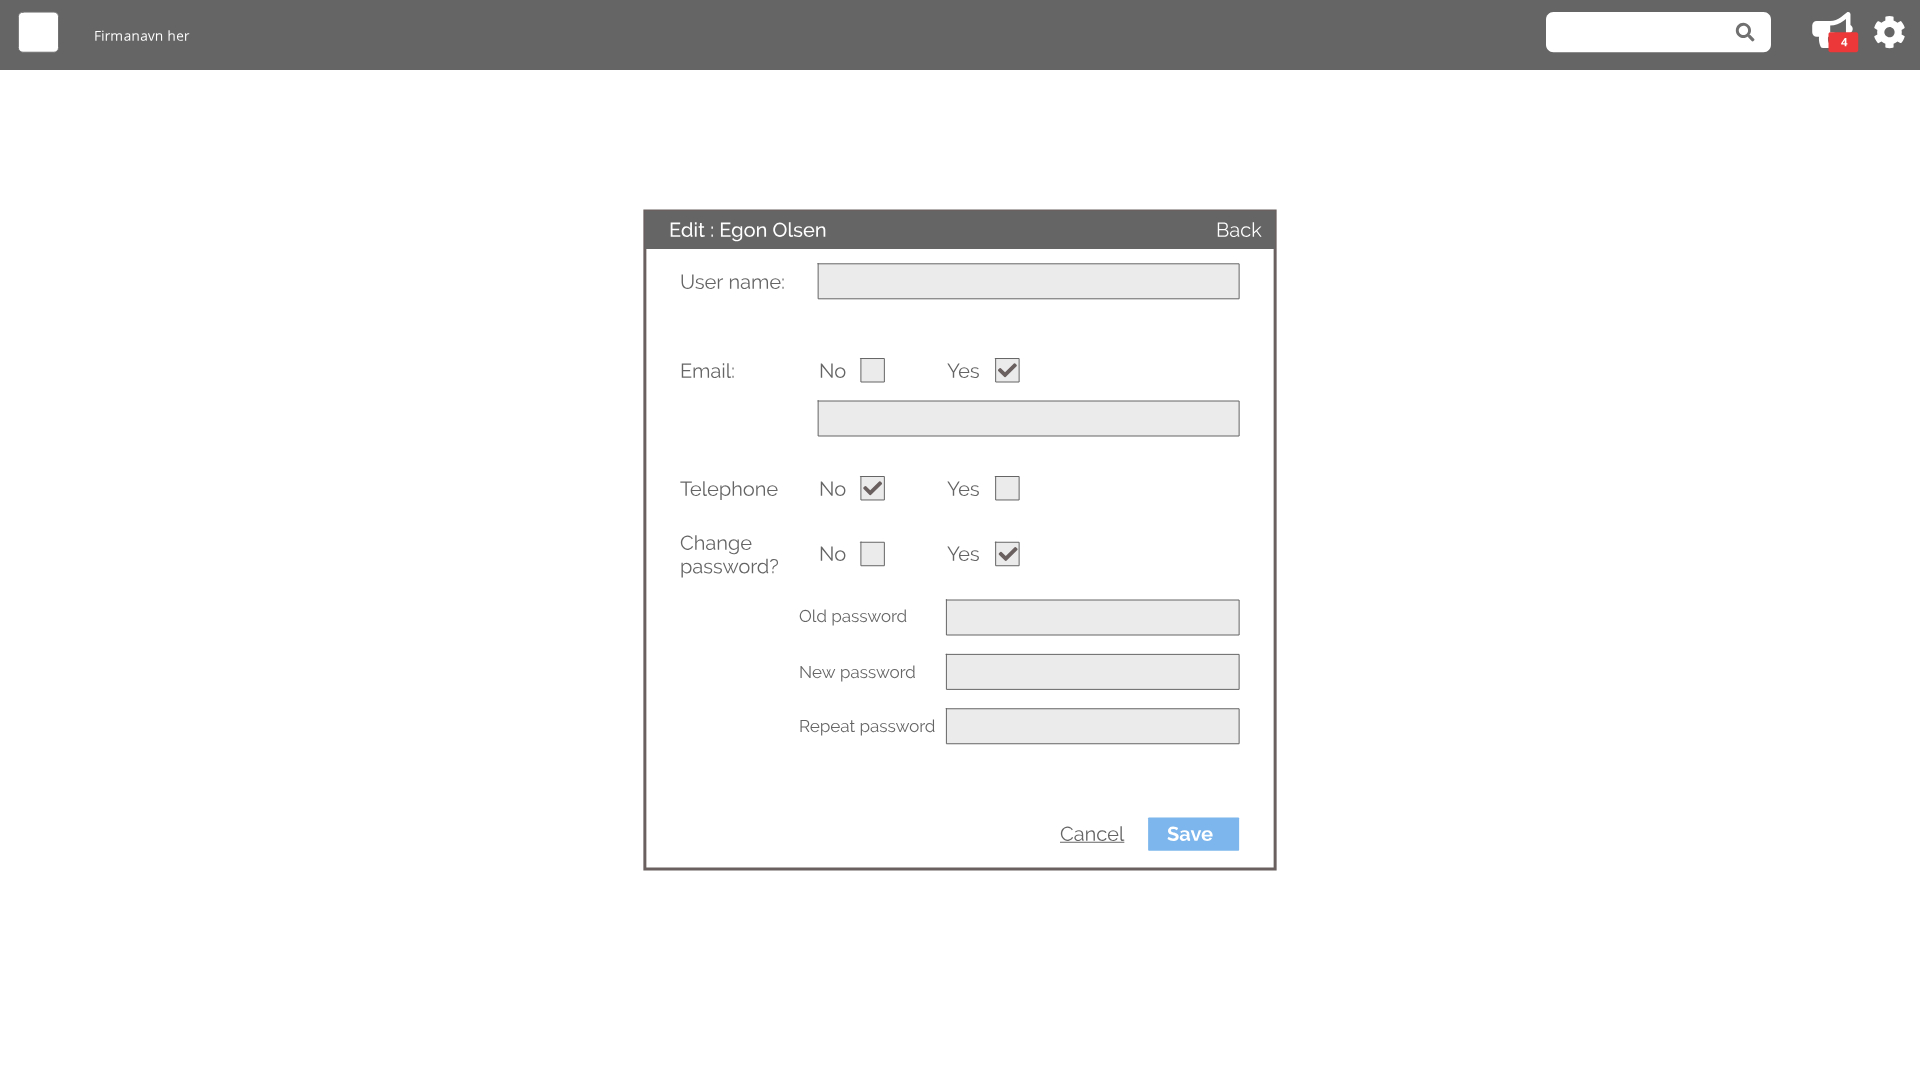 Firmanavn her
4
Edit : Egon Olsen
Back
User name:
Email:
No
Yes
Telephone
No
Yes
Change
password?
No
Yes
Old password
New password
Repeat password
Cancel
Save